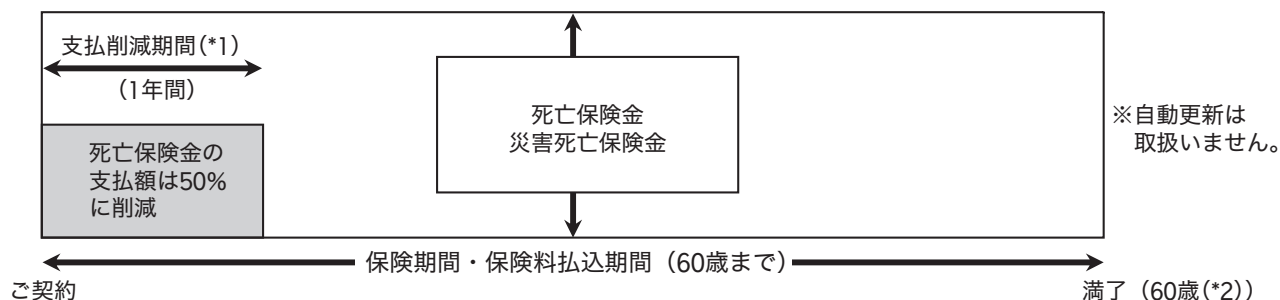 支払削減期間(*1)
(1年間)
死亡保険金の
支払額は50%
に削減
死亡保険金
災害死亡保険金
※自動更新は
取扱いません。
保険期間・保険料払込期間（60歳まで）
ご契約
満了（60歳(*2)）